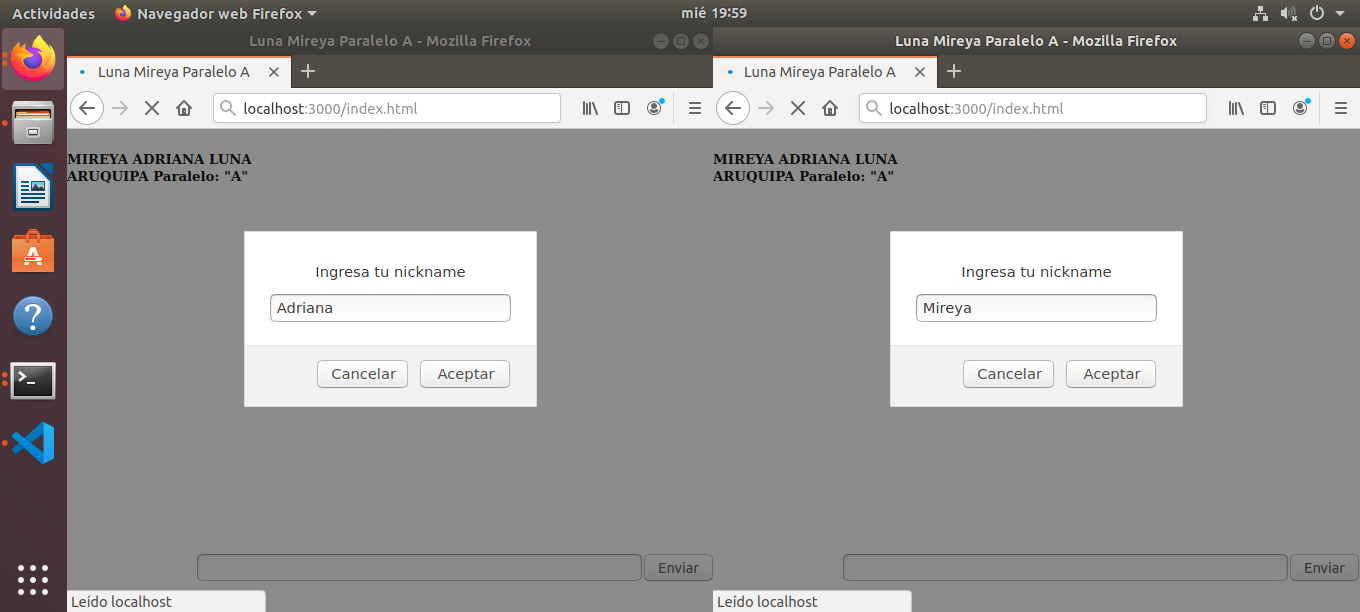 Actividades Navegador web Firefox mié 19:59
Luna Mireya Paralelo A - Mozilla Firefox
Luna Mireya Paralelo A
localhost:3000/index.html
MIREYA ADRIANA LUNA
ARUQUIPA Paralelo: "A"
Ingresa tu nickname
Adriana
Cancelar Aceptar
Enviar
Leído localhost
Luna Mireya Paralelo A - Mozilla Firefox
Luna Mireya Paralelo A
localhost:3000/index.html
MIREYA ADRIANA LUNA
ARUQUIPA Paralelo: "A"
Ingresa tu nickname
Mireya
Cancelar Aceptar
Enviar
Leído localhost